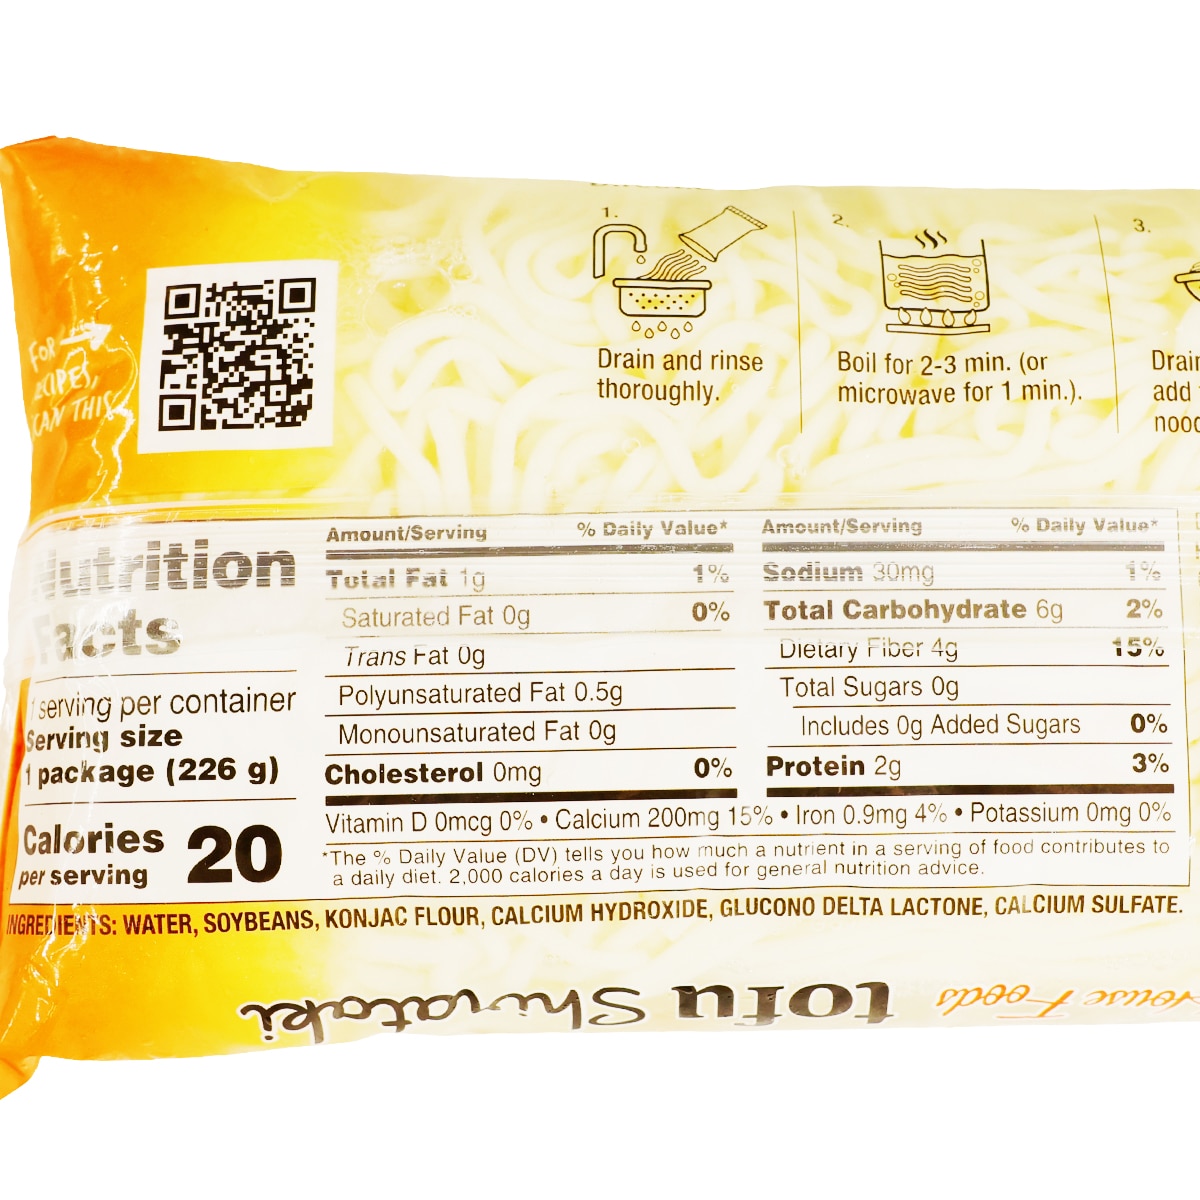 FOR
THIS
1.
Drain and rinse
thoroughly.
2.
Boil for 2-3 min. (or
microwave for 1 min.).
3.
add
Nutrition
Facts
1 serving per container
Serving size
1 package (226 g)
Calories
per serving
20
Amount/Serving % Daily Value*
Total Fat 1g 1%
Saturated Fat 0g 0%
Trans Fat 0g
Polyunsaturated Fat 0.5g
Monounsaturated Fat 0g
Cholesterol 0mg 0%
Amount/Serving % Daily Value*
Sodium 30mg 1%
Total Carbohydrate 6g 2%
Dietary Fiber 4g 15%
Total Sugars 0g
Includes 0g Added Sugars 0%
Protein 2g 3%
Vitamin D 0mcg 0% • Calcium 200mg 15% • Iron 0.9mg 4% • Potassium 0mg 0%
*The % Daily Value (DV) tells you how much a nutrient in a serving of food contributes to
a daily diet. 2,000 calories a day is used for general nutrition advice.
INGREDIENTS: WATER, SOYBEANS, KONJAC FLOUR, CALCIUM HYDROXIDE, GLUCONO DELTA LACTONE, CALCIUM SULFATE.
House Foods tofu Shirataki